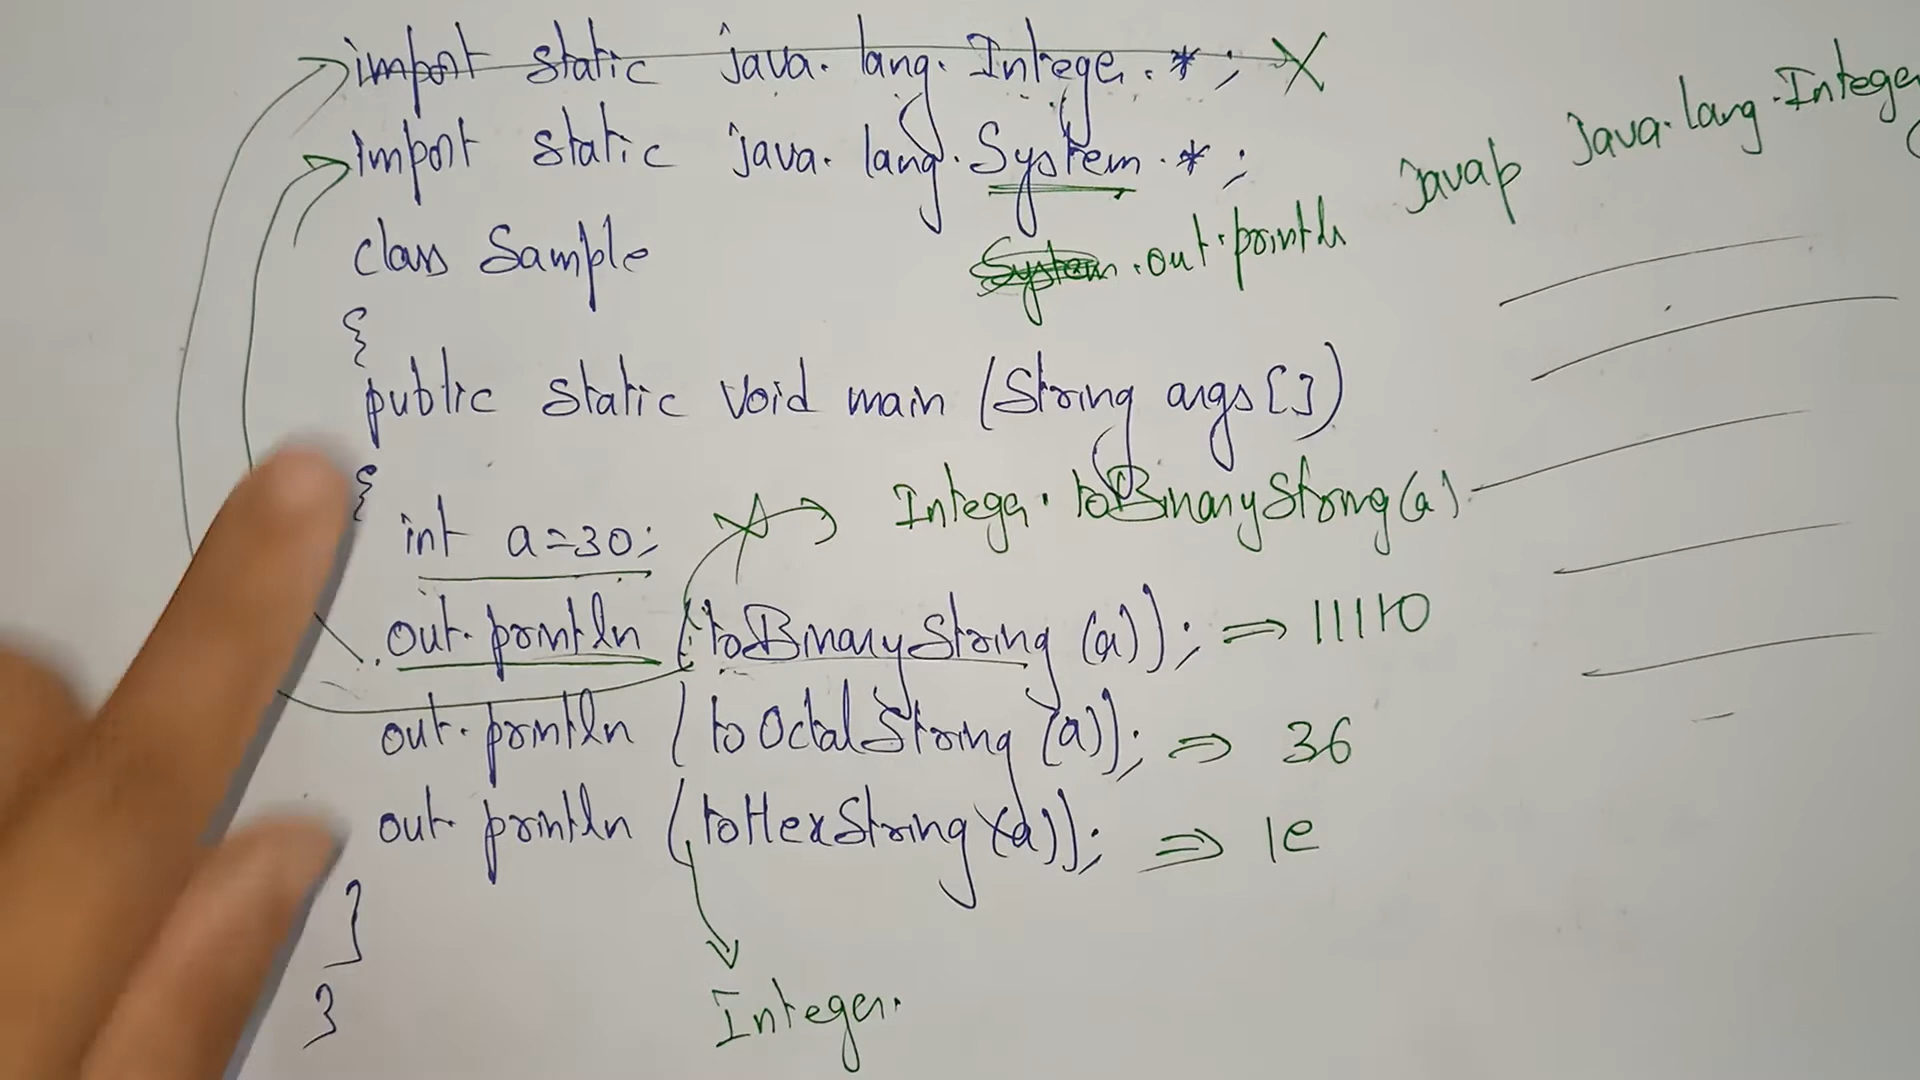 import static java.lang.Integer.*; X
import static java.lang.System.*;
javap java.lang.Integer
class Sample
System.out.println
{
public static void main (String args[])
{
Integer.toBinaryString(a)
int a=30;
out.println (toBinaryString (a)); ⇒ 11110
out.println (toOctalString (a)); ⇒ 36
out.println (toHexString (a)); ⇒ 1e
}
}
Integer.